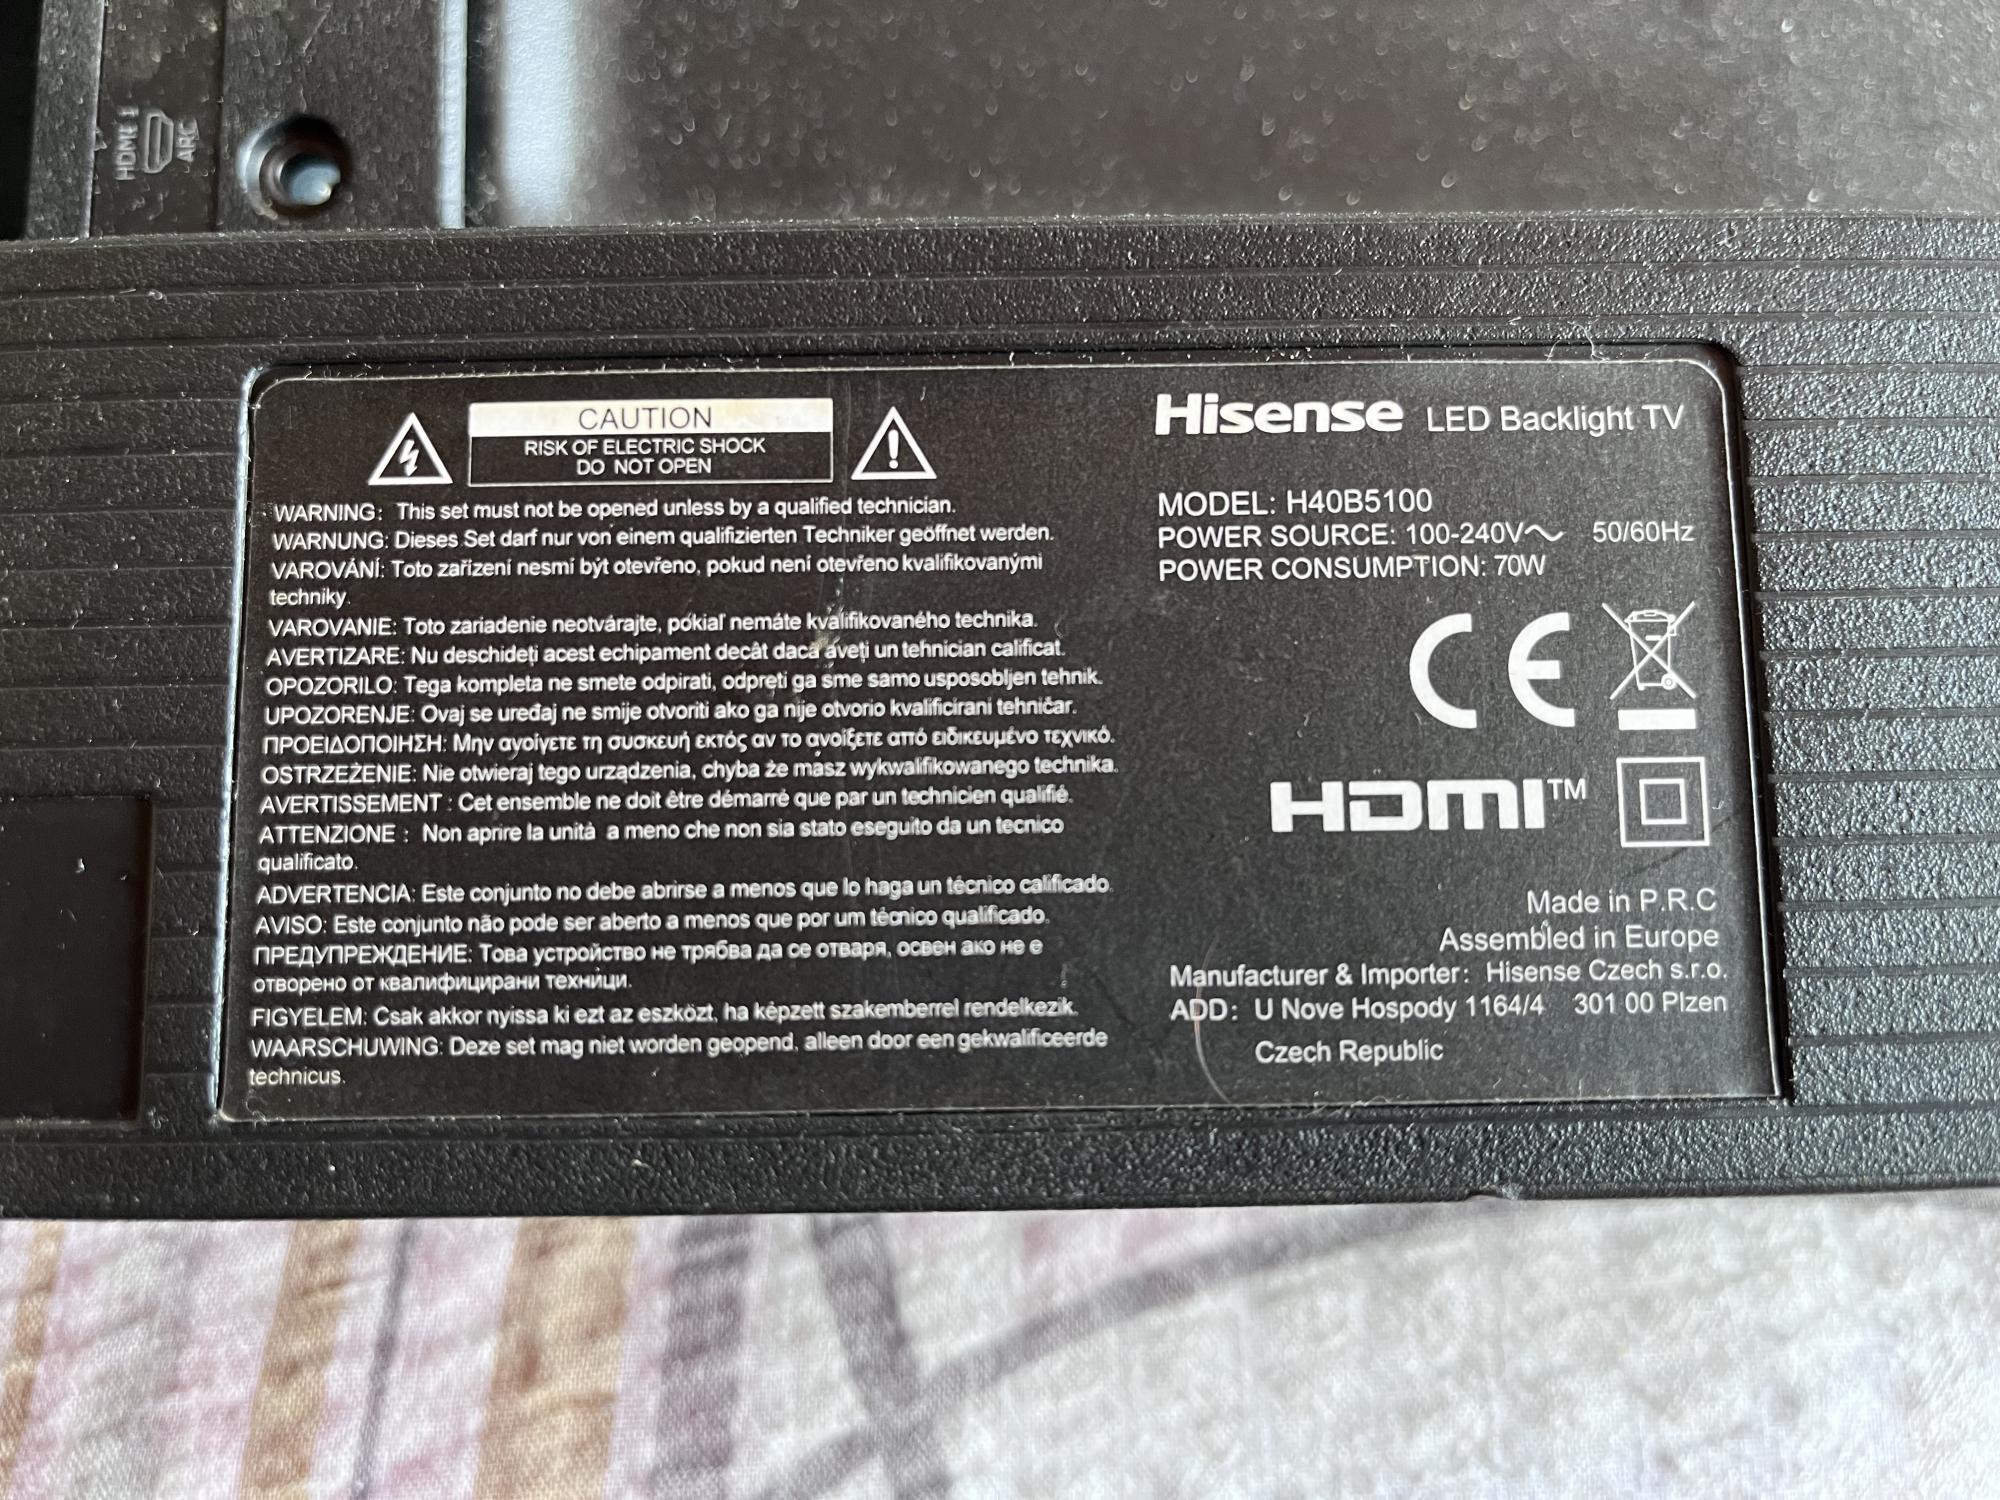 HDMI 1
ARC
CAUTION
RISK OF ELECTRIC SHOCK
DO NOT OPEN
WARNING: This set must not be opened unless by a qualified technician.
WARNUNG: Dieses Set darf nur von einem qualifizierten Techniker geöffnet werden.
VAROVÁNÍ: Toto zařízení nesmí být otevřeno, pokud není otevřeno kvalifikovanými
techniky.
VAROVANIE: Toto zariadenie neotvárajte, pokiaľ nemáte kvalifikovaného technika.
AVERTIZARE: Nu deschideți acest echipament decât dacă aveți un tehnician calificat.
OPOZORILO: Tega kompleta ne smete odpirati, odpreti ga sme samo usposobljen tehnik.
UPOZORENJE: Ovaj se uređaj ne smije otvoriti ako ga nije otvorio kvalificirani tehničar.
ΠΡΟΕΙΔΟΠΟΙΗΣΗ: Μην αγοίγετε τη συσκευή εκτός αν το ανοίξετε από ειδικευμένο τεχνικό.
OSTRZEŻENIE: Nie otwieraj tego urządzenia, chyba że masz wykwalifikowanego technika.
AVERTISSEMENT : Cet ensemble ne doit être démarré que par un technicien qualifié.
ATTENZIONE : Non aprire la unità a meno che non sia stato eseguito da un tecnico
qualificato.
ADVERTENCIA: Este conjunto no debe abrirse a menos que lo haga un técnico calificado.
AVISO: Este conjunto não pode ser aberto a menos que por um técnico qualificado.
ПРЕДУПРЕЖДЕНИЕ: Това устройство не трябва да се отваря, освен ако не е
отворено от квалифицирани техници.
FIGYELEM: Csak akkor nyissa ki ezt az eszközt, ha képzett szakemberrel rendelkezik.
WAARSCHUWING: Deze set mag niet worden geopend, alleen door een gekwalificeerde
technicus.
Hisense LED Backlight TV
MODEL: H40B5100
POWER SOURCE: 100-240V～ 50/60Hz
POWER CONSUMPTION: 70W
CE
HDMI™
Made in P.R.C
Assembled in Europe
Manufacturer & Importer: Hisense Czech s.r.o.
ADD: U Nove Hospody 1164/4 301 00 Plzen
Czech Republic